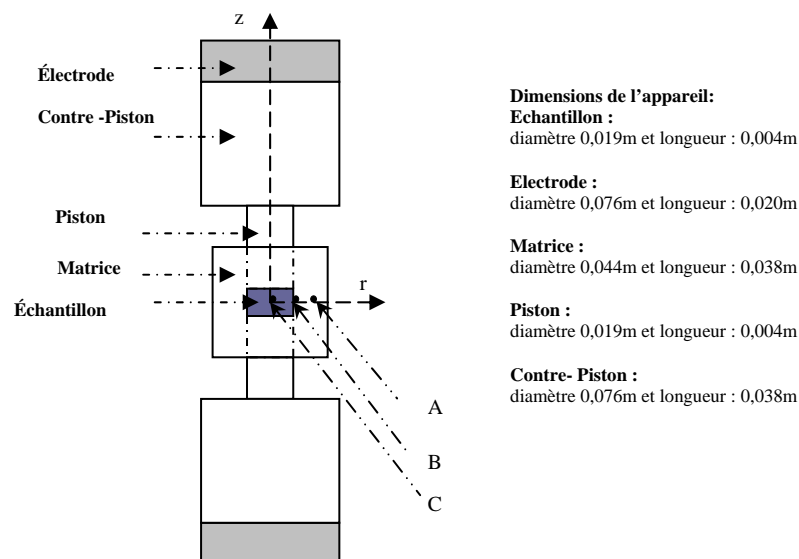 z
Électrode
Contre -Piston
Piston
Matrice
r
Échantillon
A
B
C
Dimensions de l'appareil:
Echantillon :
diamètre 0,019m et longueur : 0,004m
Electrode :
diamètre 0,076m et longueur : 0,020m
Matrice :
diamètre 0,044m et longueur : 0,038m
Piston :
diamètre 0,019m et longueur : 0,004m
Contre- Piston :
diamètre 0,076m et longueur : 0,038m